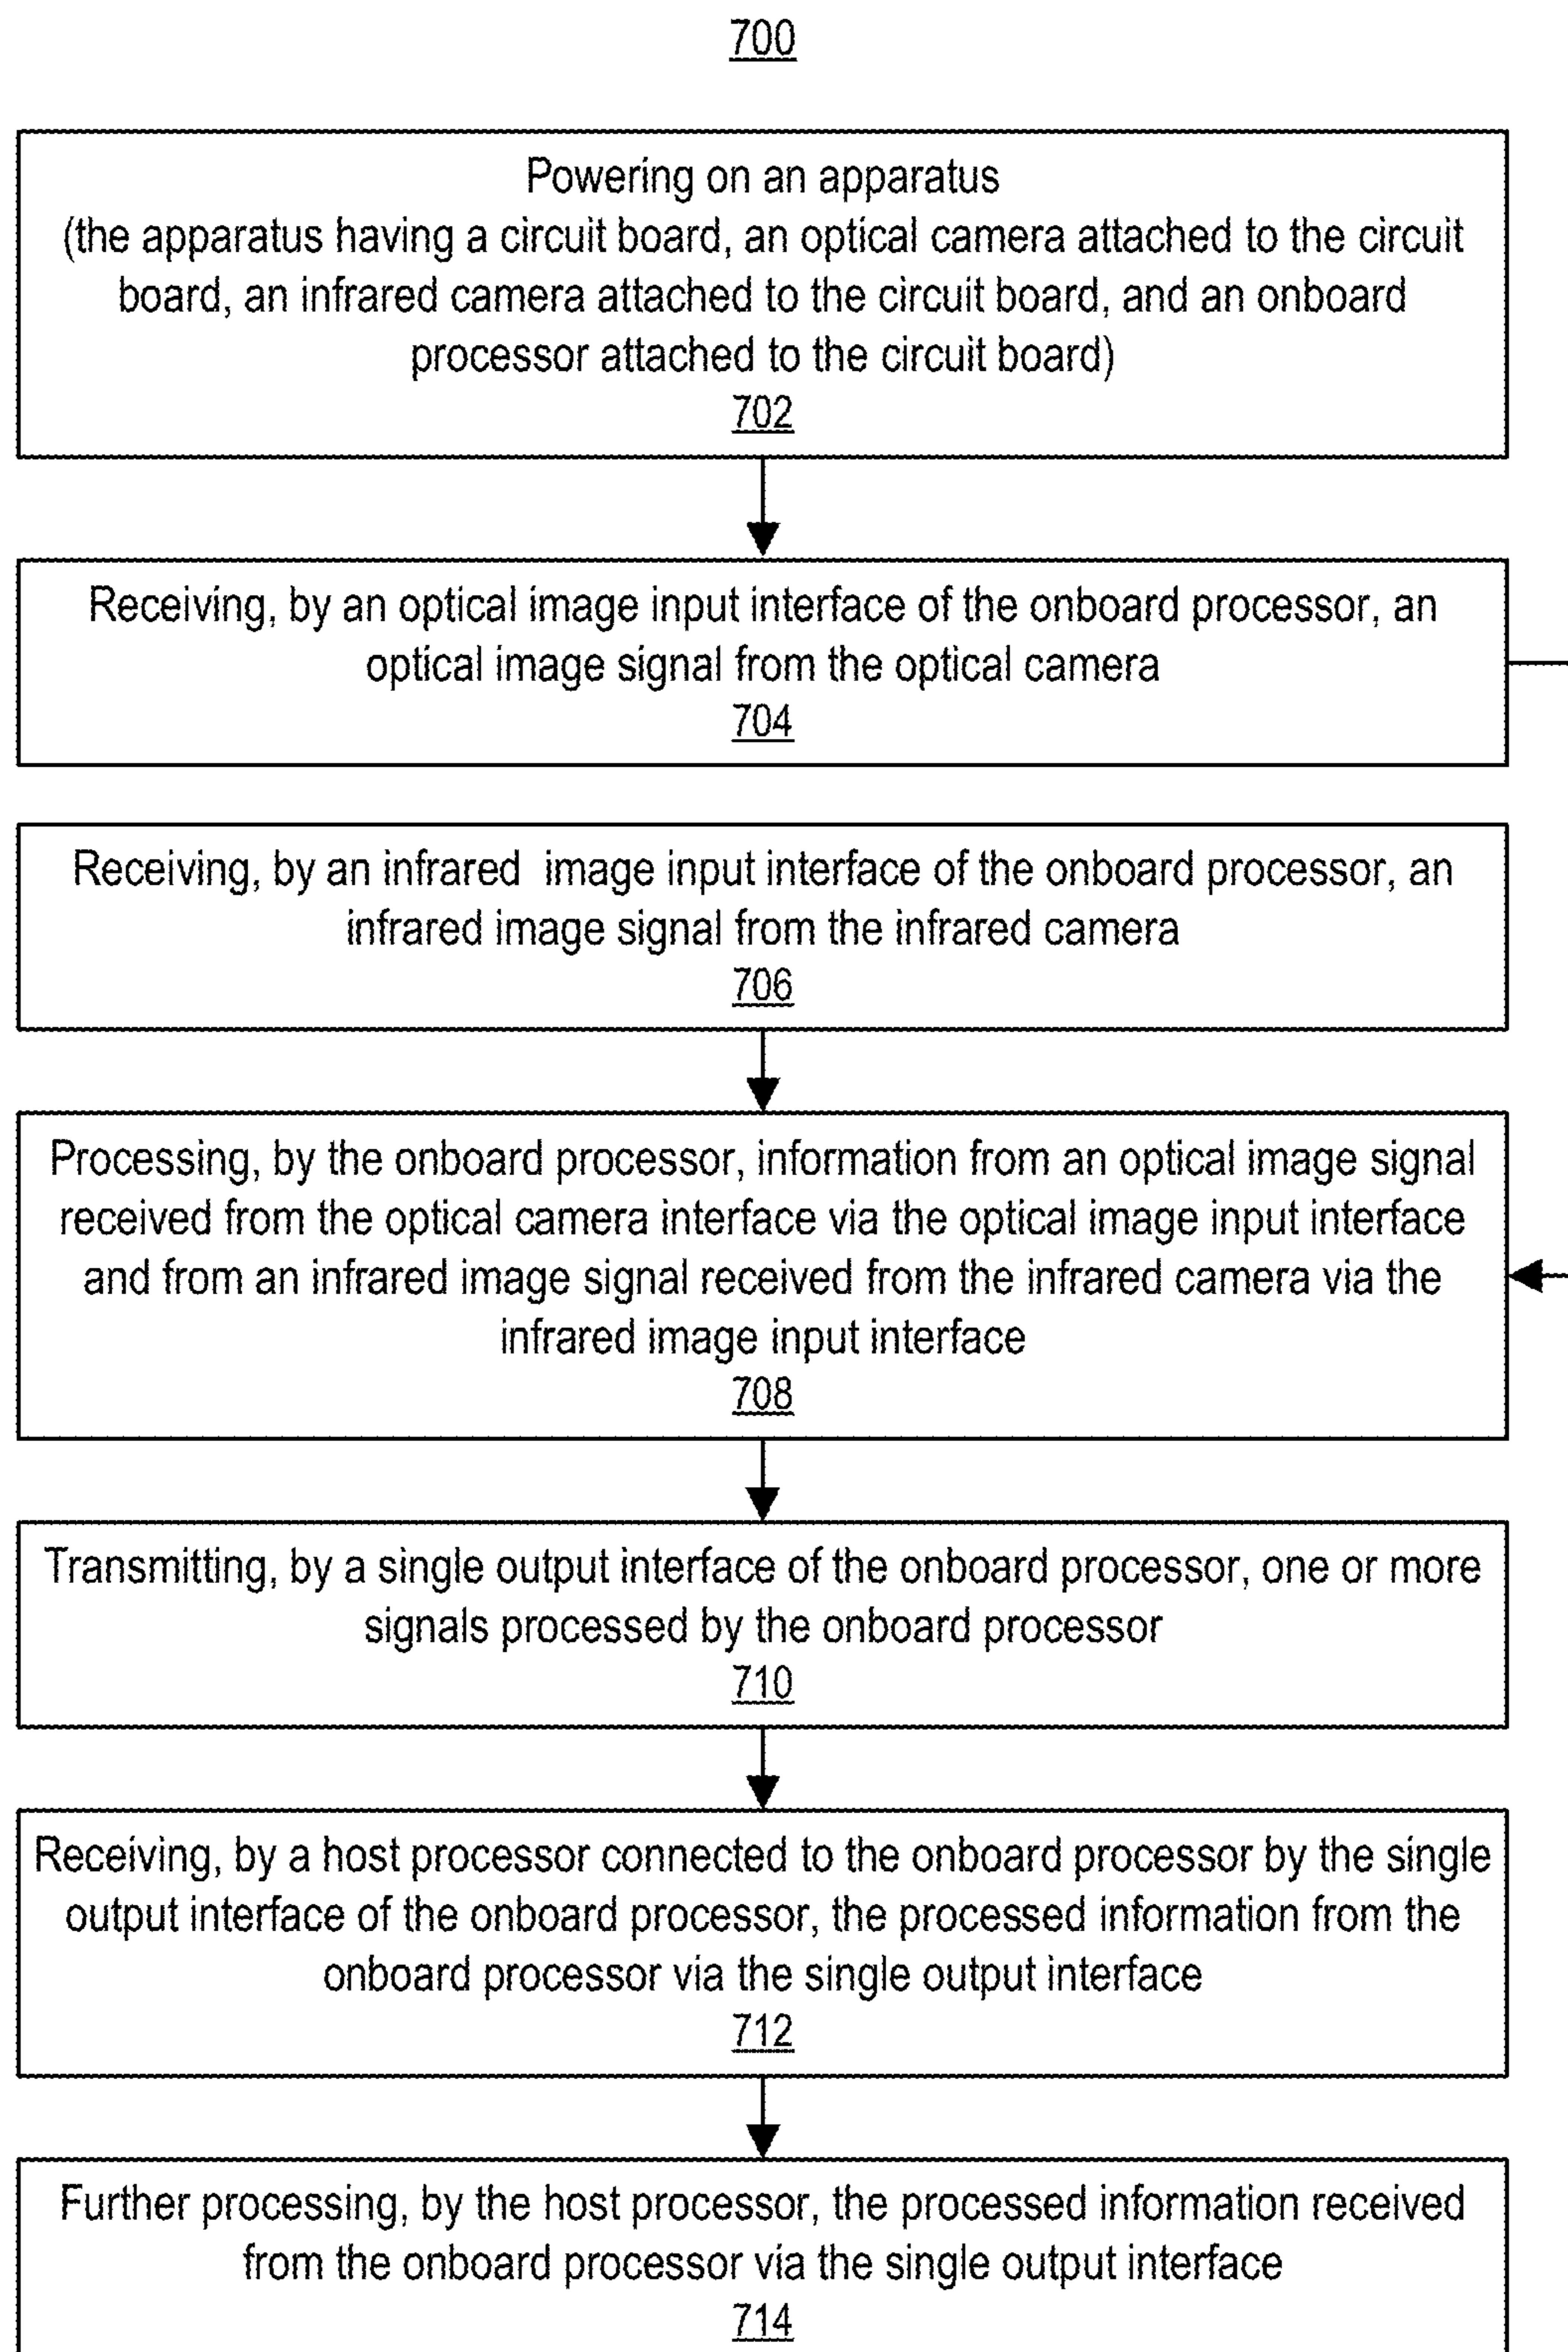 700
Powering on an apparatus
(the apparatus having a circuit board, an optical camera attached to the circuit
board, an infrared camera attached to the circuit board, and an onboard
processor attached to the circuit board)
702
Receiving, by an optical image input interface of the onboard processor, an
optical image signal from the optical camera
704
Receiving, by an infrared image input interface of the onboard processor, an
infrared image signal from the infrared camera
706
Processing, by the onboard processor, information from an optical image signal
received from the optical camera interface via the optical image input interface
and from an infrared image signal received from the infrared camera via the
infrared image input interface
708
Transmitting, by a single output interface of the onboard processor, one or more
signals processed by the onboard processor
710
Receiving, by a host processor connected to the onboard processor by the single
output interface of the onboard processor, the processed information from the
onboard processor via the single output interface
712
Further processing, by the host processor, the processed information received
from the onboard processor via the single output interface
714